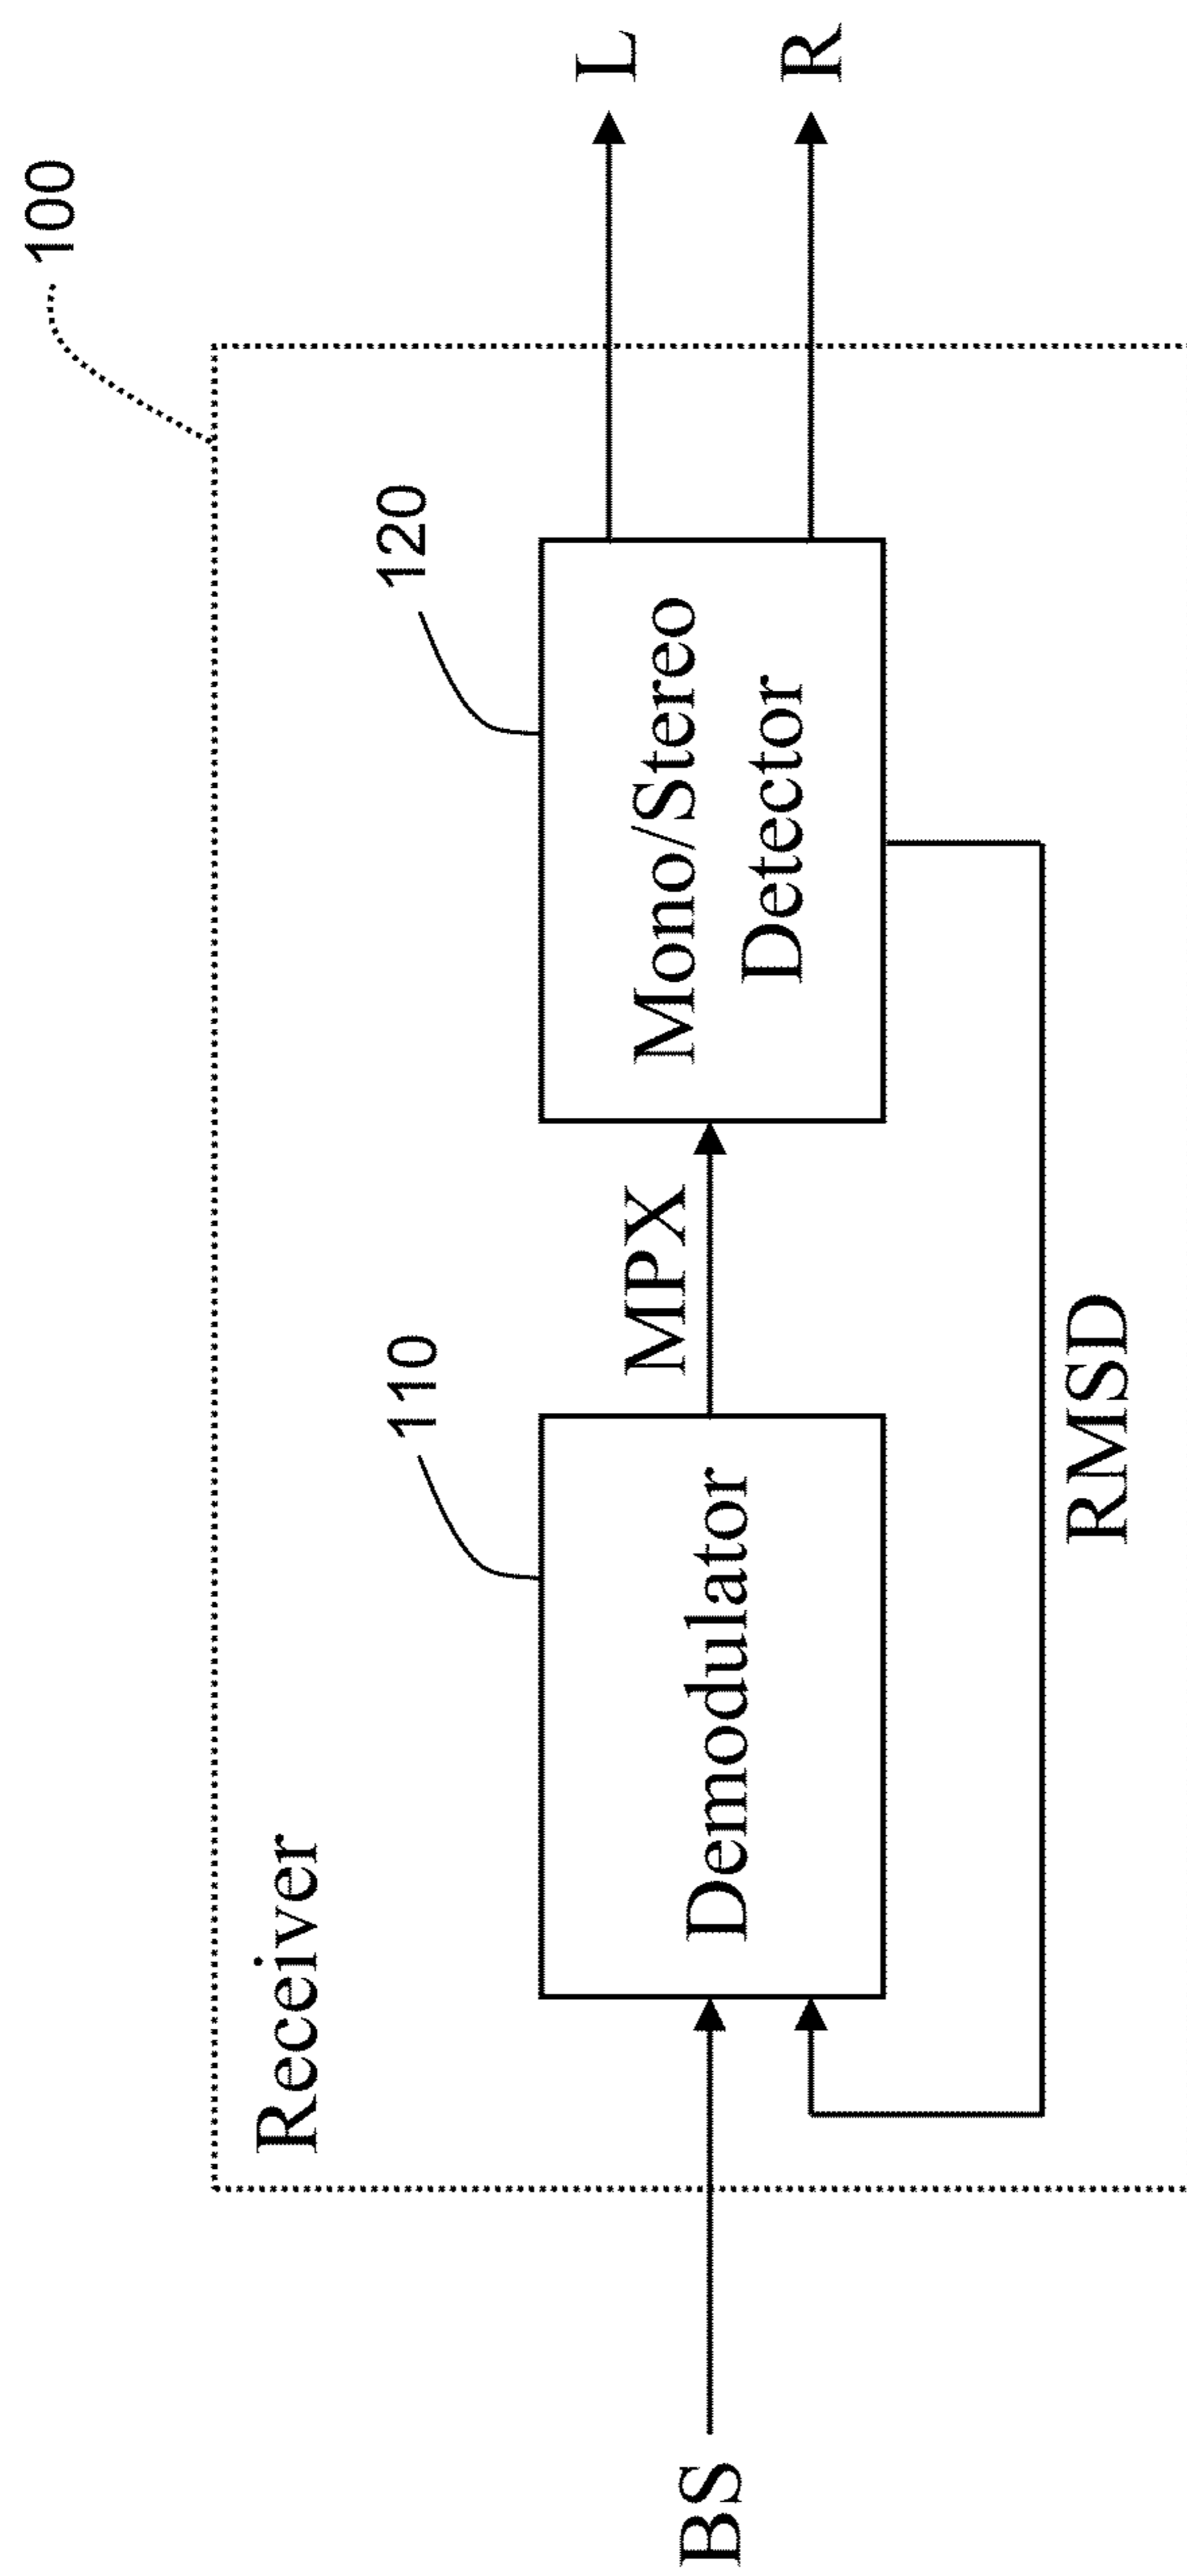 100
Receiver
110
120
BS
Demodulator
MPX
Mono/Stereo
Detector
L
R
RMSD